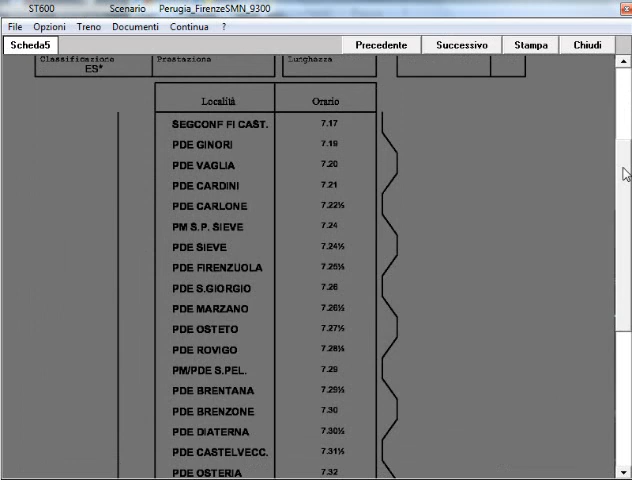 ST600 Scenario Perugia_FirenzeSMN_9300
File Opzioni Treno Documenti Continua ?
Scheda5 Precedente Successivo Stampa Chiudi
Classificazione Prestazione Lunghezza
ES*
Località Orario
SEGCONF FI CAST. 7.17
PDE GINORI 7.19
PDE VAGLIA 7.20
PDE CARDINI 7.21
PDE CARLONE 7.22½
PM S.P. SIEVE 7.24
PDE SIEVE 7.24½
PDE FIRENZUOLA 7.25½
PDE S.GIORGIO 7.26
PDE MARZANO 7.26½
PDE OSTETO 7.27½
PDE ROVIGO 7.28½
PM/PDE S.PEL. 7.29
PDE BRENTANA 7.29½
PDE BRENZONE 7.30
PDE DIATERNA 7.30½
PDE CASTELVECC. 7.31½
PDE OSTERIA 7.32